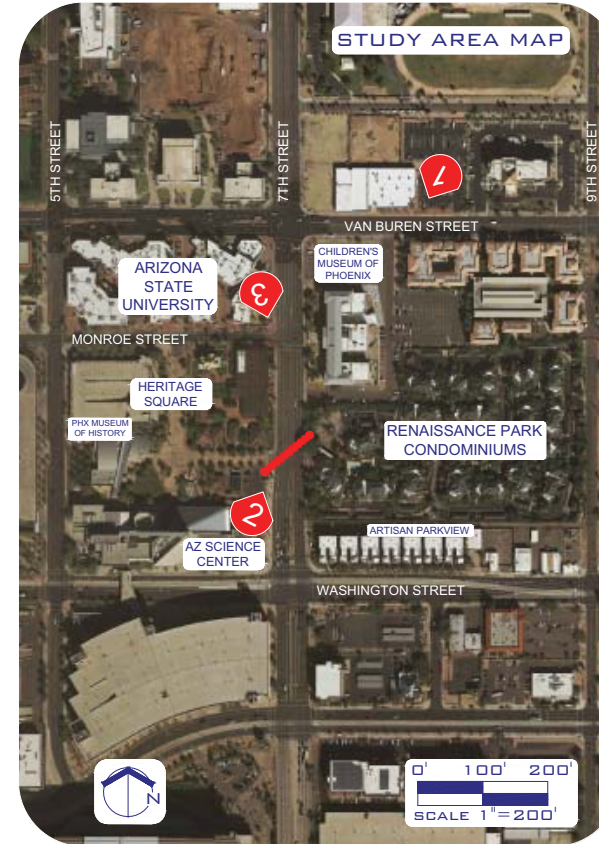 STUDY AREA MAP
5TH STREET
7TH STREET
9TH STREET
1
VAN BUREN STREET
CHILDREN'S
MUSEUM OF
PHOENIX
ARIZONA
STATE
UNIVERSITY
3
MONROE STREET
HERITAGE
SQUARE
PHX MUSEUM
OF HISTORY
RENAISSANCE PARK
CONDOMINIUMS
2
AZ SCIENCE
CENTER
ARTISAN PARKVIEW
WASHINGTON STREET
N
0' 100' 200'
SCALE 1"=200'